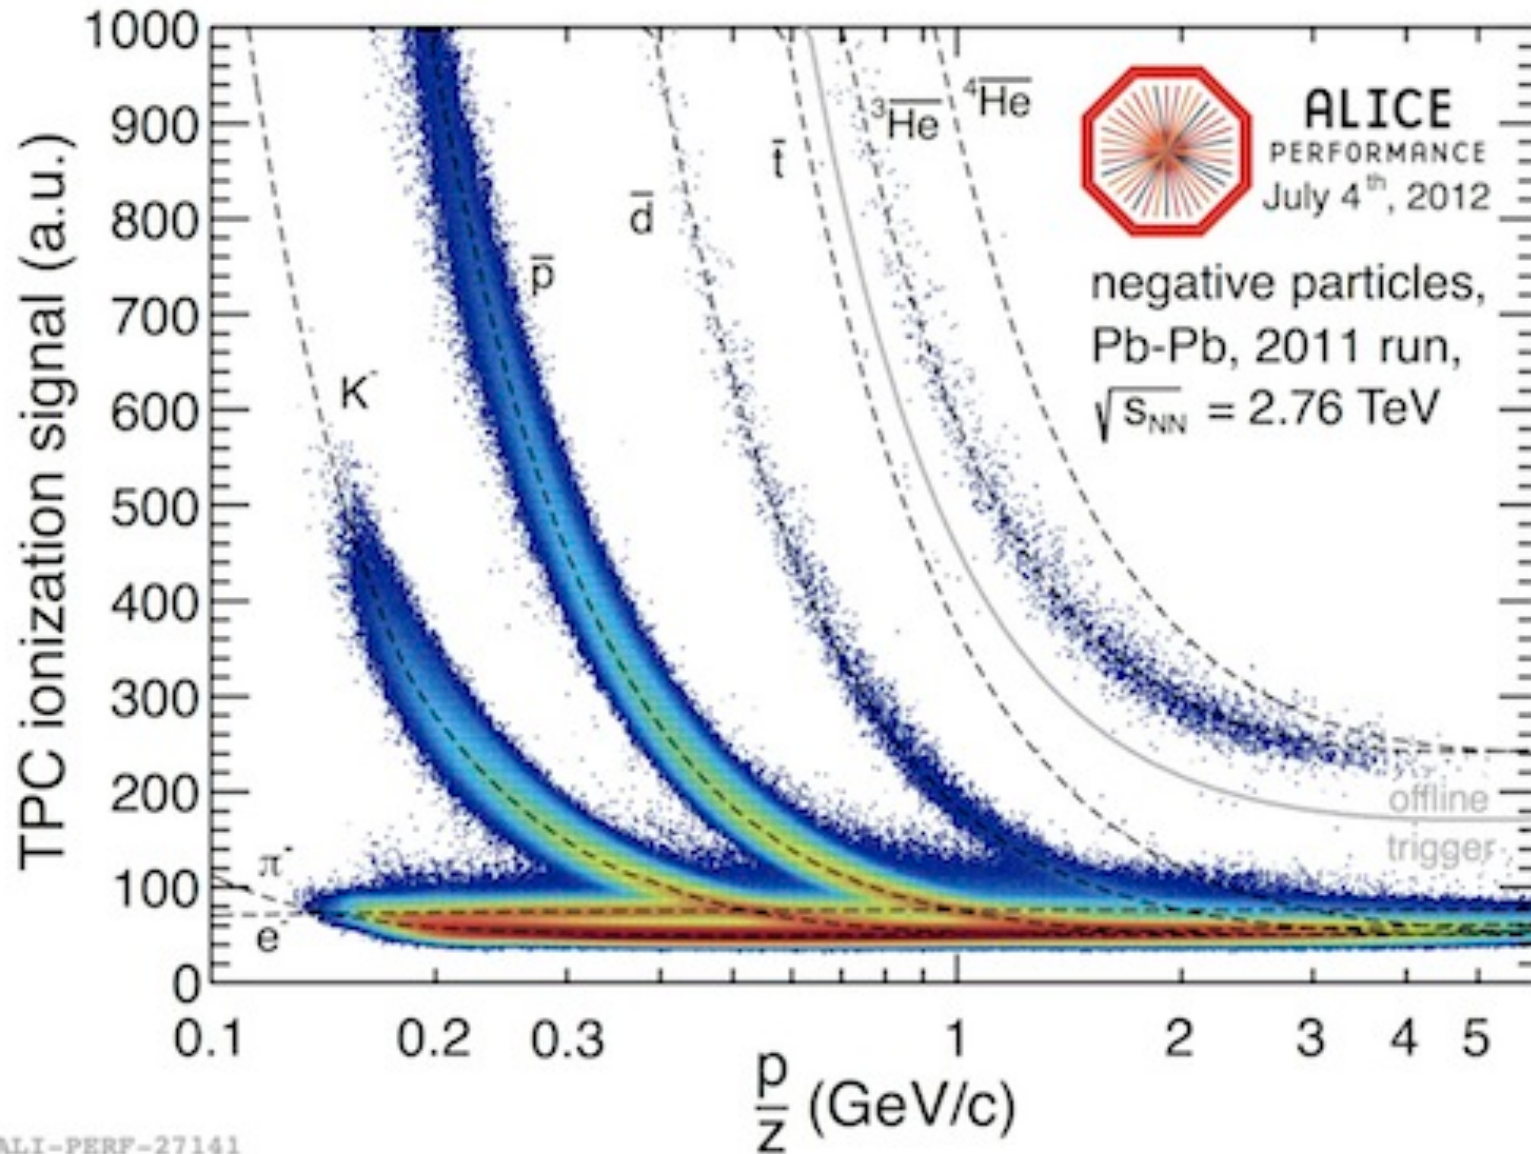 1000
900
800
700
600
500
400
300
200
100
0
TPC ionization signal (a.u.)
0.1 0.2 0.3 1 2 3 4 5
p/z (GeV/c)
K⁻
p̅
d̅
t̅
³H̅e̅
⁴H̅e̅
π⁻
e⁻
ALICE
PERFORMANCE
July 4th, 2012
negative particles,
Pb-Pb, 2011 run,
√sNN = 2.76 TeV
offline
trigger
ALI-PERF-27141